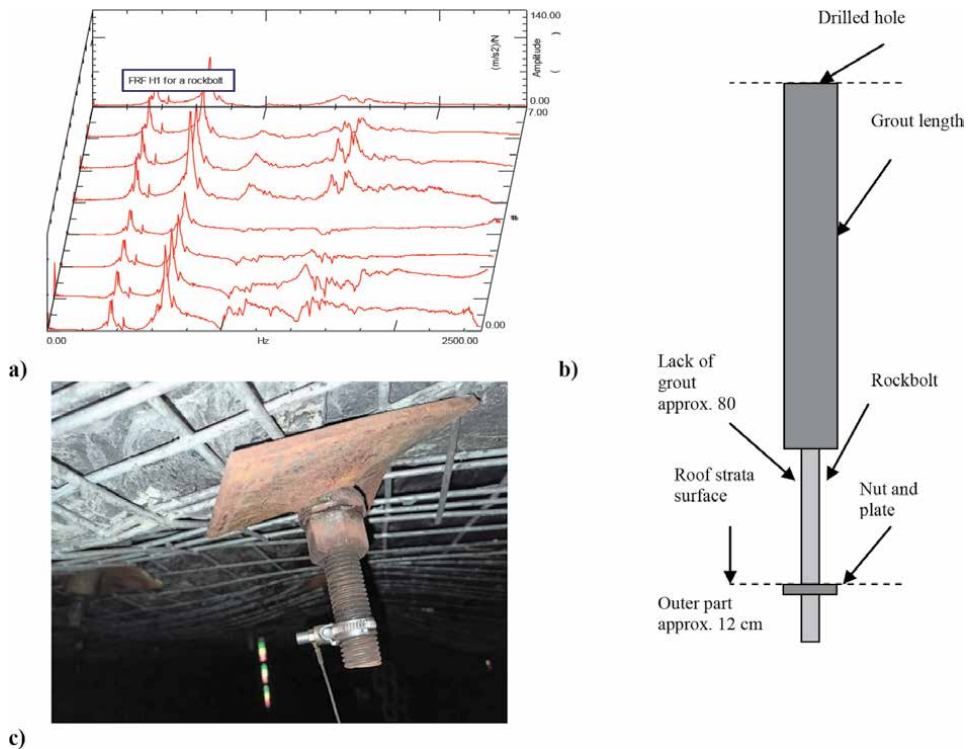 140.00
(m/s2)/N
Amplitude
( )
0.00
FRF H1 for a rockbolt
7.00
0.00
0.00
Hz
2500.00
a)
Drilled hole
Grout length
Lack of
grout
approx. 80
Rockbolt
Roof strata
surface
Nut and
plate
Outer part
approx. 12 cm
b)
c)